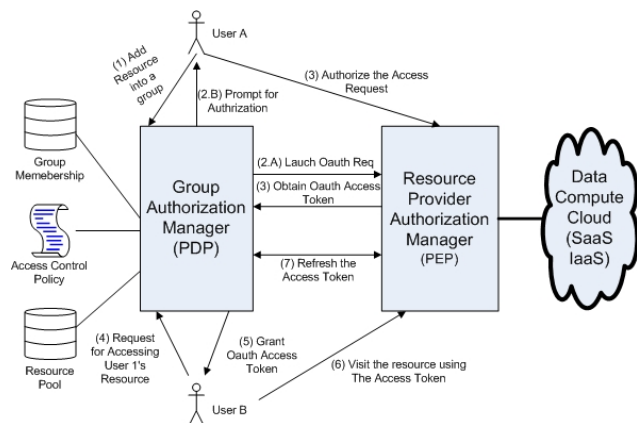 User A
(1) Add
Resource
into a
group
(2.B) Prompt for
Authrization
(3) Authorize the Access
Request
Group
Memebership
Access Control
Policy
Resource
Pool
Group
Authorization
Manager
(PDP)
(2.A) Lauch Oauth Req
(3) Obtain Oauth Access
Token
(7) Refresh the
Access Token
Resource
Provider
Authorization
Manager
(PEP)
Data
Compute
Cloud
(SaaS
IaaS)
(4) Request
for Accessing
User 1's
Resource
(5) Grant
Oauth Access
Token
(6) Visit the resource using
The Access Token
User B